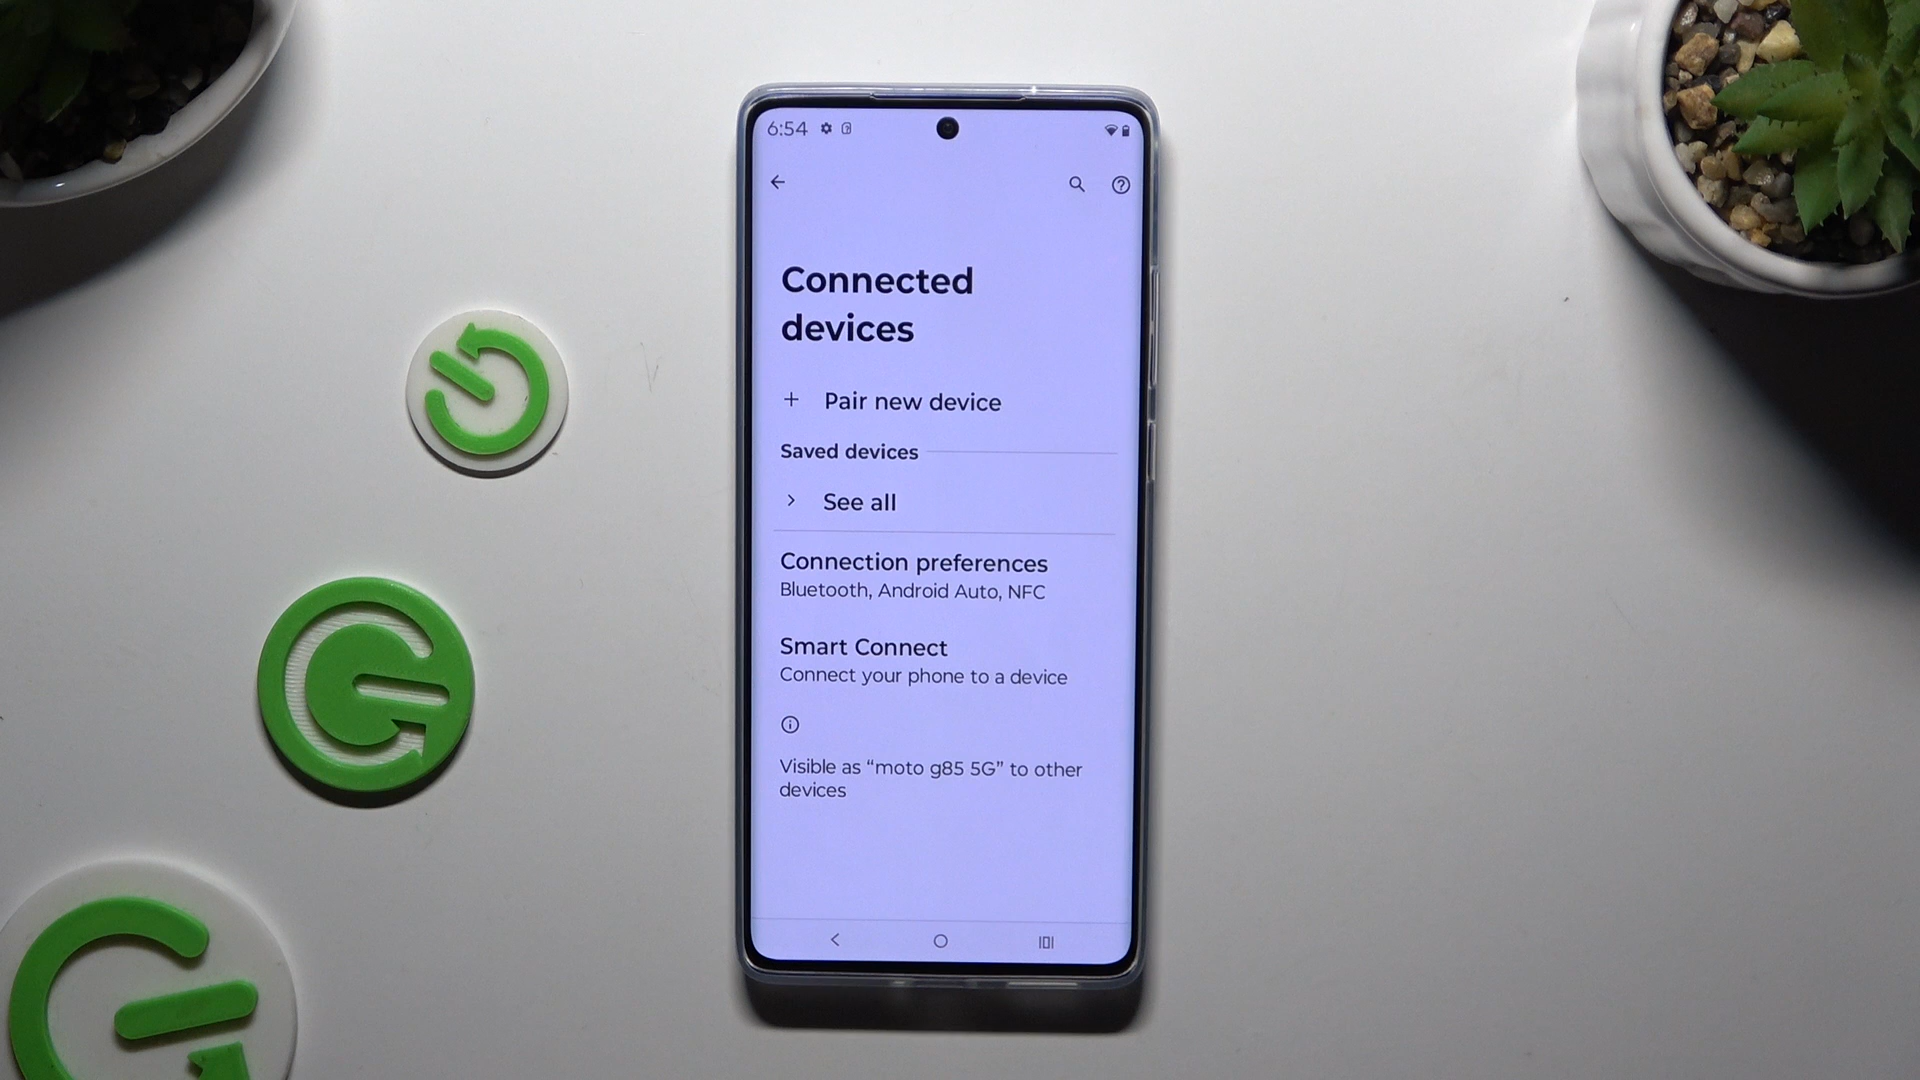 6:54
Connected
devices
+ Pair new device
Saved devices
See all
Connection preferences
Bluetooth, Android Auto, NFC
Smart Connect
Connect your phone to a device
Visible as “moto g85 5G” to other
devices